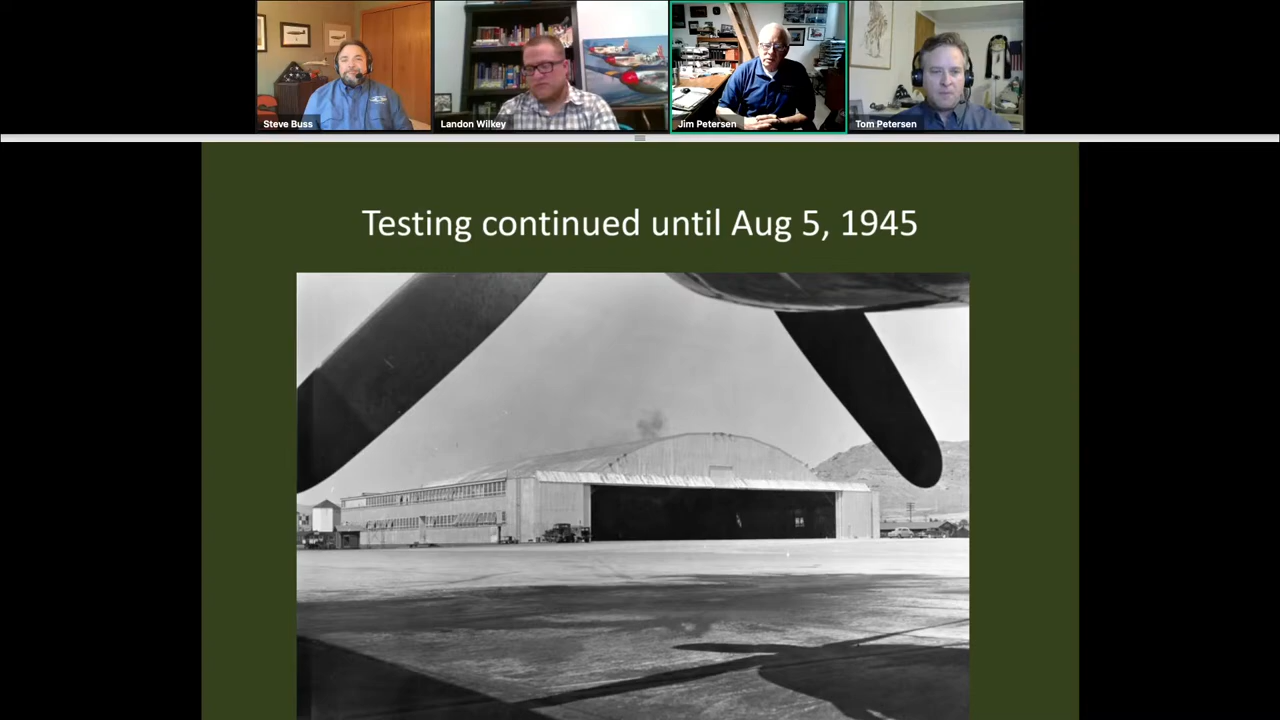 Steve Buss
Landon Wilkey
Jim Petersen
Tom Petersen
Testing continued until Aug 5, 1945